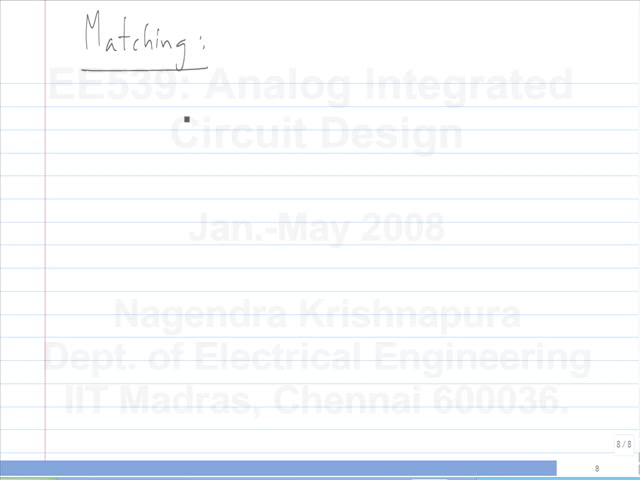 Matching :
EE539: Analog Integrated
Circuit Design
Jan.-May 2008
Nagendra Krishnapura
Dept. of Electrical Engineering
IIT Madras, Chennai 600036.
8 / 8
8